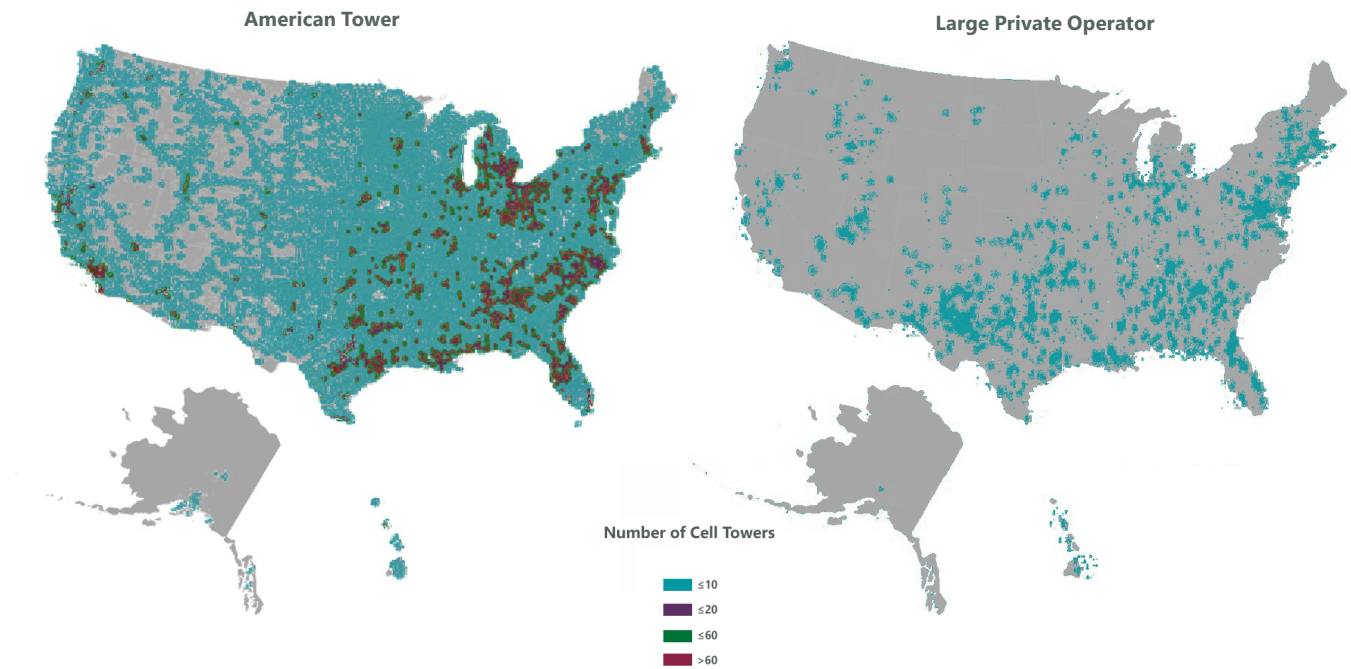 American Tower
Large Private Operator
Number of Cell Towers
≤10
≤20
≤60
>60